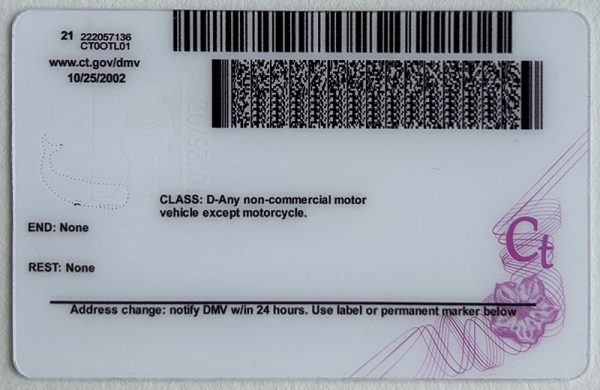 21 222057136
CT0OTL01
www.ct.gov/dmv
10/25/2002
CLASS: D-Any non-commercial motor
vehicle except motorcycle.
END: None
REST: None
Ct
Address change: notify DMV w/in 24 hours. Use label or permanent marker below